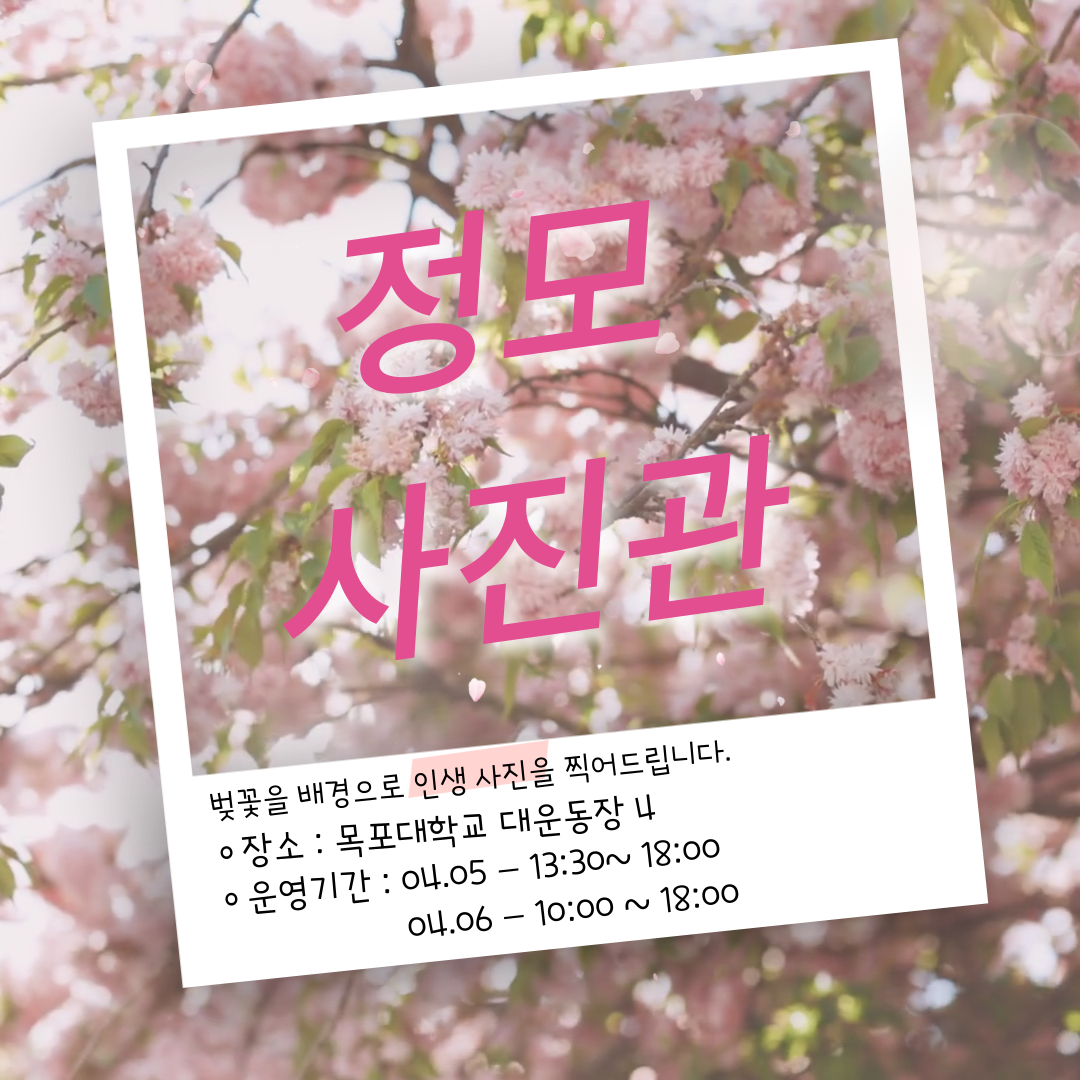 정모
사진관
벚꽃을 배경으로 인생 사진을 찍어드립니다.
ㅇ장소 : 목포대학교 대운동장 4
ㅇ운영기간 : 04.05 – 13:30~ 18:00
04.06 – 10:00 ~ 18:00